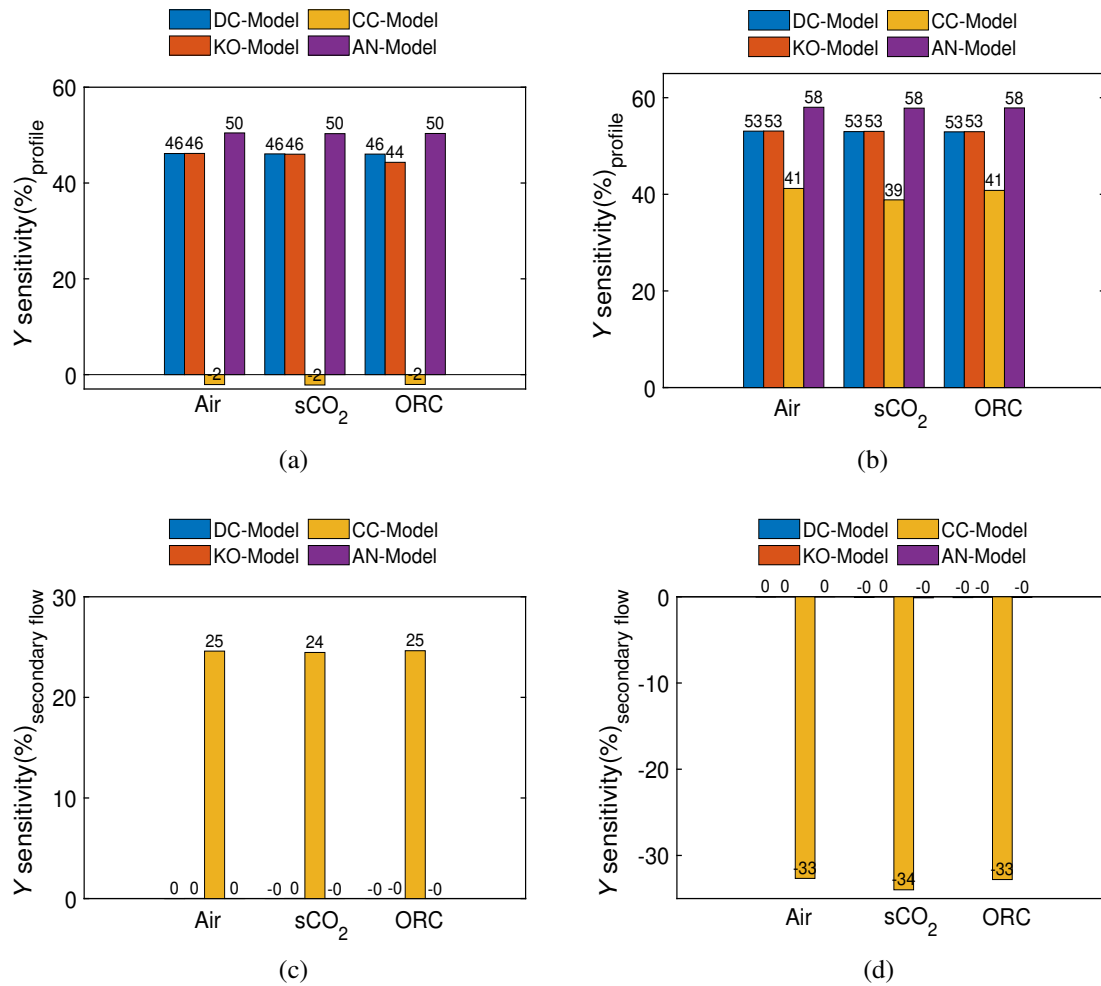 DC-Model CC-Model
KO-Model AN-Model
Y sensitivity(%)profile
60
40
20
0
46 46 -2 50
46 46 -2 50
46 44 -2 50
Air sCO2 ORC
(a)
DC-Model CC-Model
KO-Model AN-Model
Y sensitivity(%)profile
60
40
20
0
53 53 41 58
53 53 39 58
53 53 41 58
Air sCO2 ORC
(b)
DC-Model CC-Model
KO-Model AN-Model
Y sensitivity(%)secondary flow
30
20
10
0
0 0 25 0
-0 0 24 -0
-0 -0 25 -0
Air sCO2 ORC
(c)
DC-Model CC-Model
KO-Model AN-Model
Y sensitivity(%)secondary flow
0
-10
-20
-30
0 0 0 -0 0 -0 -0 -0 -0
-33 -34 -33
Air sCO2 ORC
(d)